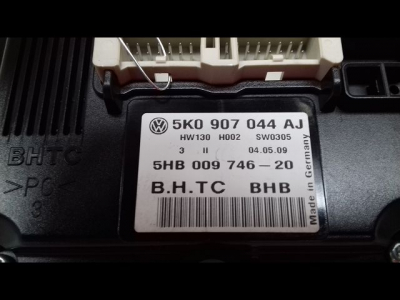 5K0 907 044 AJ
HW130 H002 SW0305
3 II 04.05.09
5HB 009 746-20
B.H.TC BHB
Made in Germany
BHTC
>PC<
3